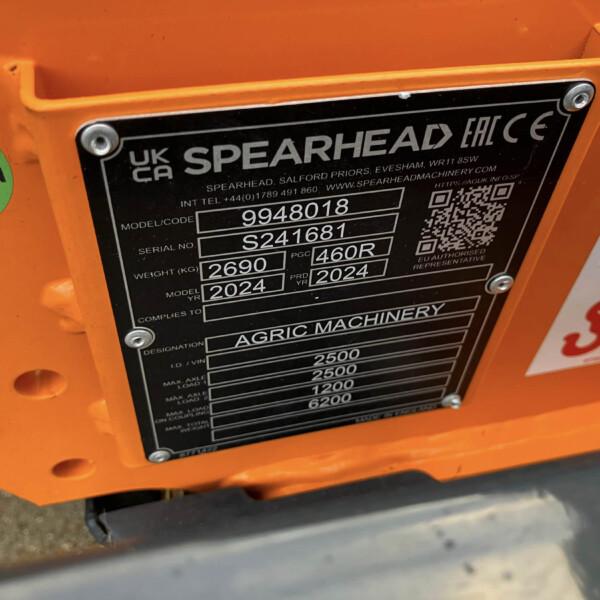 UK CA SPEARHEAD EAC CE
SPEARHEAD, SALFORD PRIORS, EVESHAM, WR11 8SW
INT TEL +44(0)1789 491 860 WWW.SPEARHEADMACHINERY.COM
MODEL/CODE 9948018
SERIAL NO S241681
WEIGHT (KG) 2690 PGC 460R
MODEL YR 2024 PRD YR 2024
COMPLIES TO
EU AUTHORISED
REPRESENTATIVE
DESIGNATION AGRIC MACHINERY
I.D / VIN
MAX. AXLE LOAD 1 2500
MAX. AXLE LOAD 2 2500
MAX. LOAD ON COUPLING 1200
MAX. TOTAL WEIGHT 6200
MADE IN ENGLAND